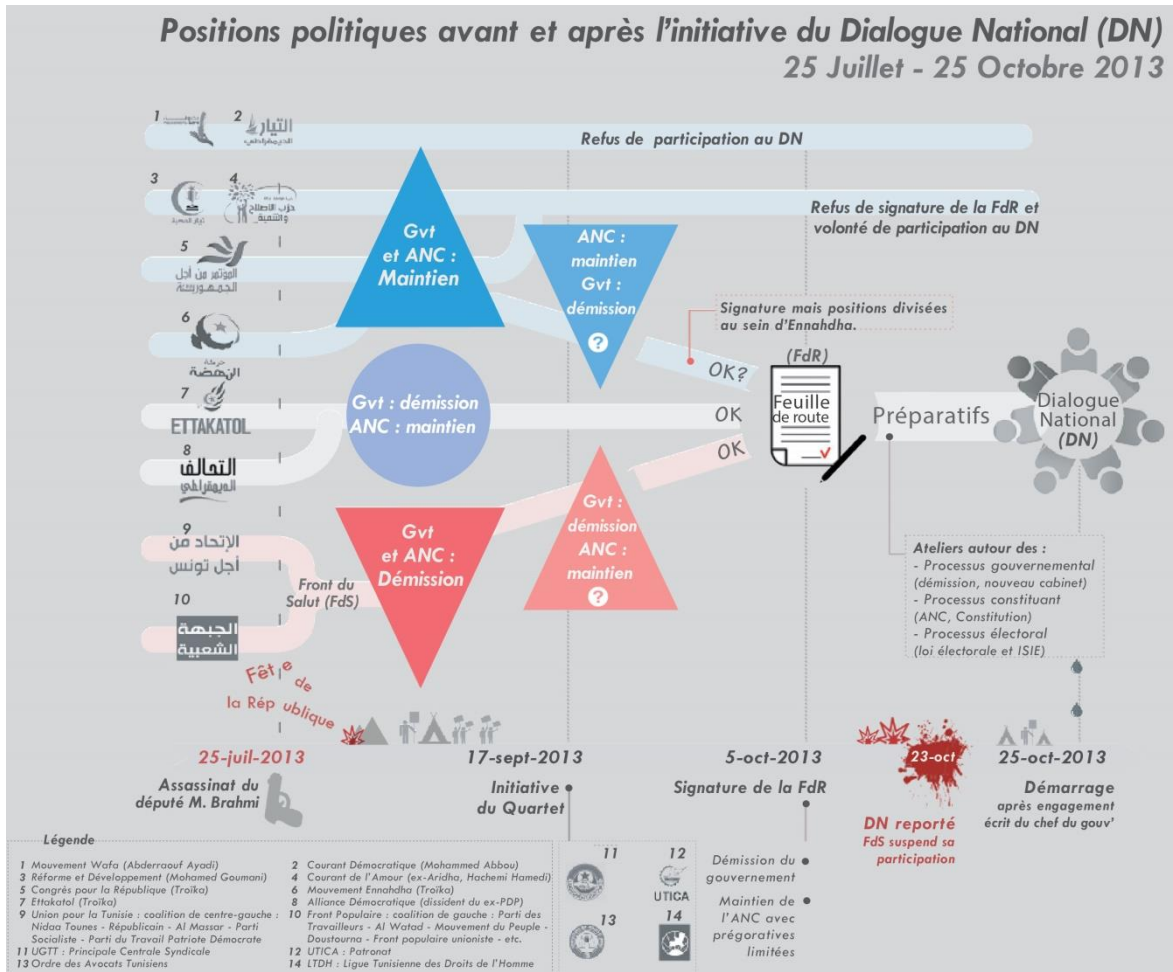 Positions politiques avant et après l'initiative du Dialogue National (DN)
25 Juillet - 25 Octobre 2013
1
2
التيار
الديمقراطي
Refus de participation au DN
3
4
تيار المحبة
حزب الاصلاح
والتنمية
Refus de signature de la FdR et
volonté de participation au DN
5
المؤتمر من أجل
الجمهورية
6
حركة
النهضة
7
ETTAKATOL
8
التحالف
الديمقراطي
9
الإتحاد من
أجل تونس
10
الجبهة
الشعبية
Gvt
et ANC :
Maintien
ANC :
maintien
Gvt :
démission
?
Signature mais positions divisées
au sein d'Ennahdha.
OK?
(FdR)
Gvt : démission
ANC : maintien
OK
OK
Feuille
de route
Préparatifs
Dialogue
National
(DN)
Front du
Salut (FdS)
Gvt
et ANC :
Démission
Gvt :
démission
ANC :
maintien
?
Ateliers autour des :
- Processus gouvernemental
(démission, nouveau cabinet)
- Processus constituant
(ANC, Constitution)
- Processus électoral
(loi électorale et ISIE)
Fête de
la République
25-juil-2013
17-sept-2013
5-oct-2013
23-oct
25-oct-2013
Assassinat du
député M. Brahmi
Initiative
du Quartet
Signature de la FdR
DN reporté
FdS suspend sa
participation
Démarrage
après engagement
écrit du chef du gouv'
Légende
1 Mouvement Wafa (Abderraouf Ayadi)
2 Courant Démocratique (Mohammed Abbou)
3 Réforme et Développement (Mohamed Goumani)
4 Courant de l'Amour (ex-Aridha, Hachemi Hamedi)
5 Congrés pour la République (Troïka)
6 Mouvement Ennahdha (Troïka)
7 Ettakatol (Troïka)
8 Alliance Démocratique (dissident du ex-PDP)
9 Union pour la Tunisie : coalition de centre-gauche :
Nidaa Tounes - Républicain - Al Massar - Parti
Socialiste - Parti du Travail Patriote Démocrate
10 Front Populaire : coalition de gauche : Parti des
Travailleurs - Al Watad - Mouvement du Peuple -
Doustourna - Front populaire unioniste - etc.
11 UGTT : Principale Centrale Syndicale
12 UTICA : Patronat
13 Ordre des Avocats Tunisiens
14 LTDH : Ligue Tunisienne des Droits de l'Homme
11
12
UTICA
13
14
Démission du
gouvernement
Maintien de
l'ANC avec
prégoratives
limitées